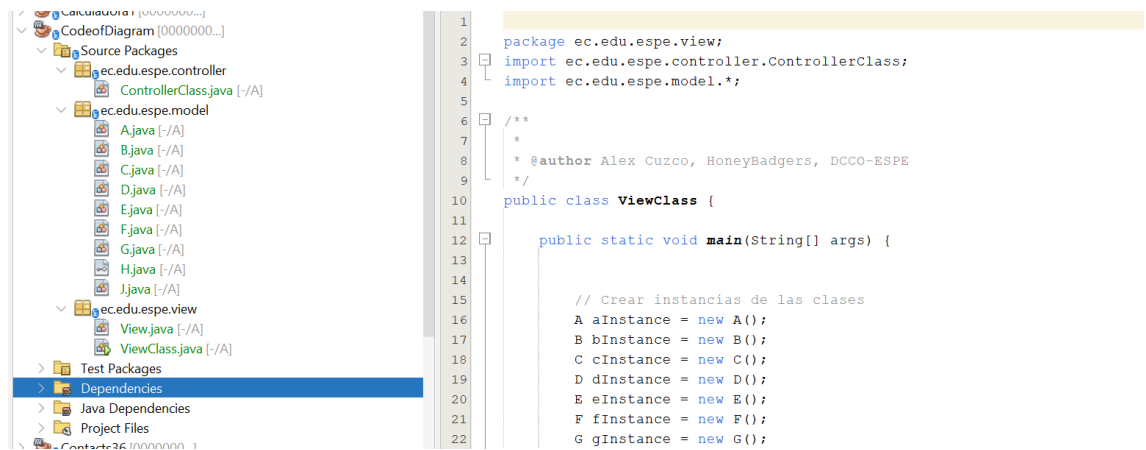 Calculadora1 [0000000...]
CodeofDiagram [0000000...]
Source Packages
ec.edu.espe.controller
ControllerClass.java [-/A]
ec.edu.espe.model
A.java [-/A]
B.java [-/A]
C.java [-/A]
D.java [-/A]
E.java [-/A]
F.java [-/A]
G.java [-/A]
H.java [-/A]
J.java [-/A]
ec.edu.espe.view
View.java [-/A]
ViewClass.java [-/A]
Test Packages
Dependencies
Java Dependencies
Project Files
Contacts36 [0000000...]
1
2 package ec.edu.espe.view;
3 import ec.edu.espe.controller.ControllerClass;
4 import ec.edu.espe.model.*;
5
6 /**
7 *
8 * @author Alex Cuzco, HoneyBadgers, DCCO-ESPE
9 */
10 public class ViewClass {
11
12 public static void main(String[] args) {
13
14
15 // Crear instancias de las clases
16 A aInstance = new A();
17 B bInstance = new B();
18 C cInstance = new C();
19 D dInstance = new D();
20 E eInstance = new E();
21 F fInstance = new F();
22 G gInstance = new G();